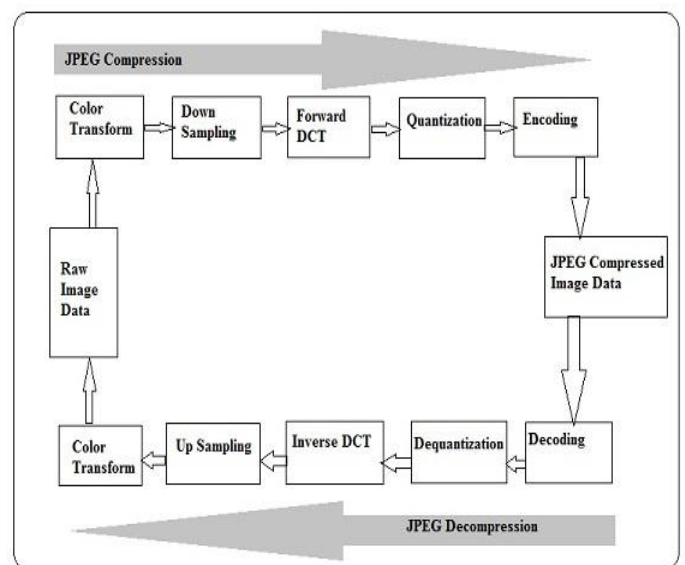 JPEG Compression
Color
Transform
Down
Sampling
Forward
DCT
Quantization
Encoding
Raw
Image
Data
JPEG Compressed
Image Data
Color
Transform
Up Sampling
Inverse DCT
Dequantization
Decoding
JPEG Decompression